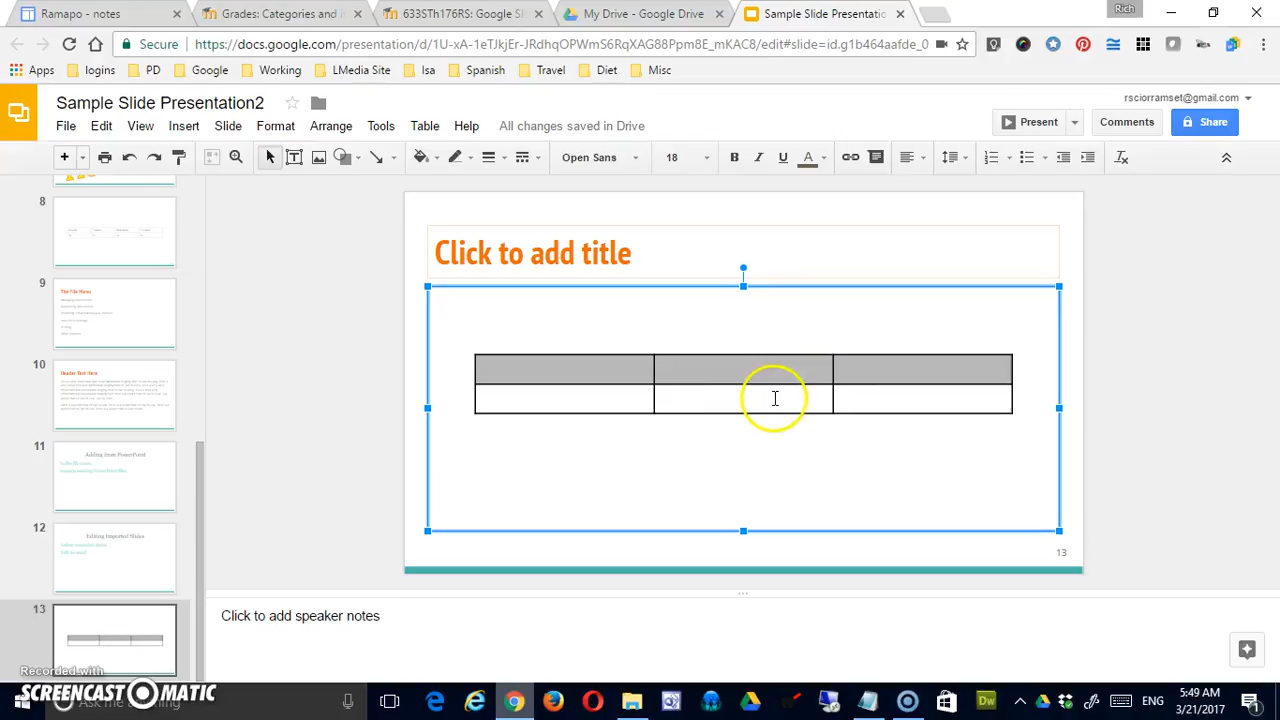 Ramapo - notes
Grades: Categories and i
633STh176RS: Google Sl
My Drive - Google Drive
Sample Slide Presentatio
Rich
Secure
https://docs.google.com/presentation/d/1U-xA-1eTJkjEr-JRdhqOPWmS6RqXAG88Ppm8E_mKAC8/edit#slide=id.g1b464aafde_0
Apps logins PD Google Working LMedia Site Isa Spanish Travel Diet Misc
Sample Slide Presentation2
rsciorramset@gmail.com
File Edit View Insert Slide Format Arrange Tools Table Help All changes saved in Drive
Present Comments Share
Open Sans 18 B I U A
8
9
The File Menu
10
Header Text Here
11
Adding from PowerPoint
12
Editing Imported Slides
13
Click to add title
13
Click to add speaker notes
Recorded with
SCREENCAST MATIC
Ask me anything
Dw
ENG
5:49 AM
3/21/2017
1